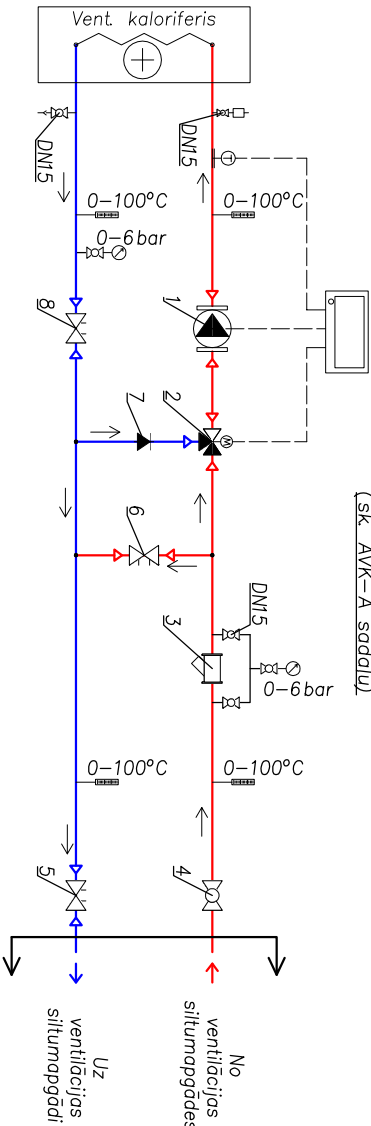 Vent. kaloriferis
DN15
DN15
T
0-100°C
0-100°C
0-6 bar
8
1
7
2
M
6
(sk. AVK-A sadaļu)
DN15
3
0-6 bar
0-100°C
0-100°C
5
4
No
ventilācijas
siltumapgādes
Uz
ventilācijas
siltumapgādi